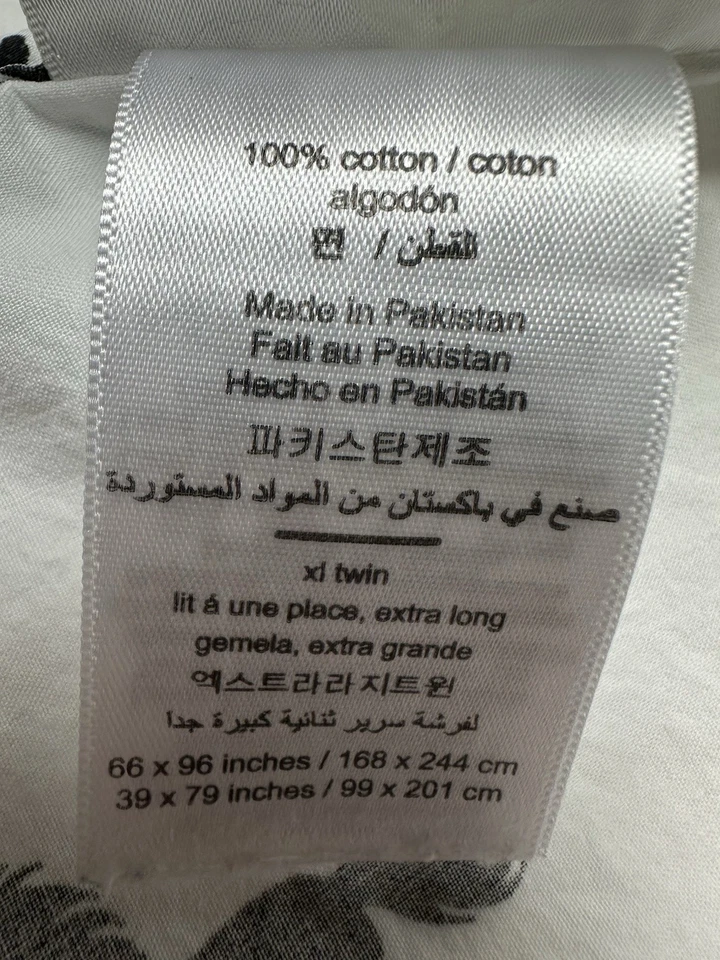 100% cotton / coton
algodón
면 / للقطن
Made in Pakistan
Fait au Pakistan
Hecho en Pakistán
파키스탄제조
صنع في باكستان من المواد المستوردة
xl twin
lit á une place, extra long
gemela, extra grande
엑스트라라지트윈
لفرشة سرير ثنائية كبيرة جداً
66 x 96 inches / 168 x 244 cm
39 x 79 inches / 99 x 201 cm